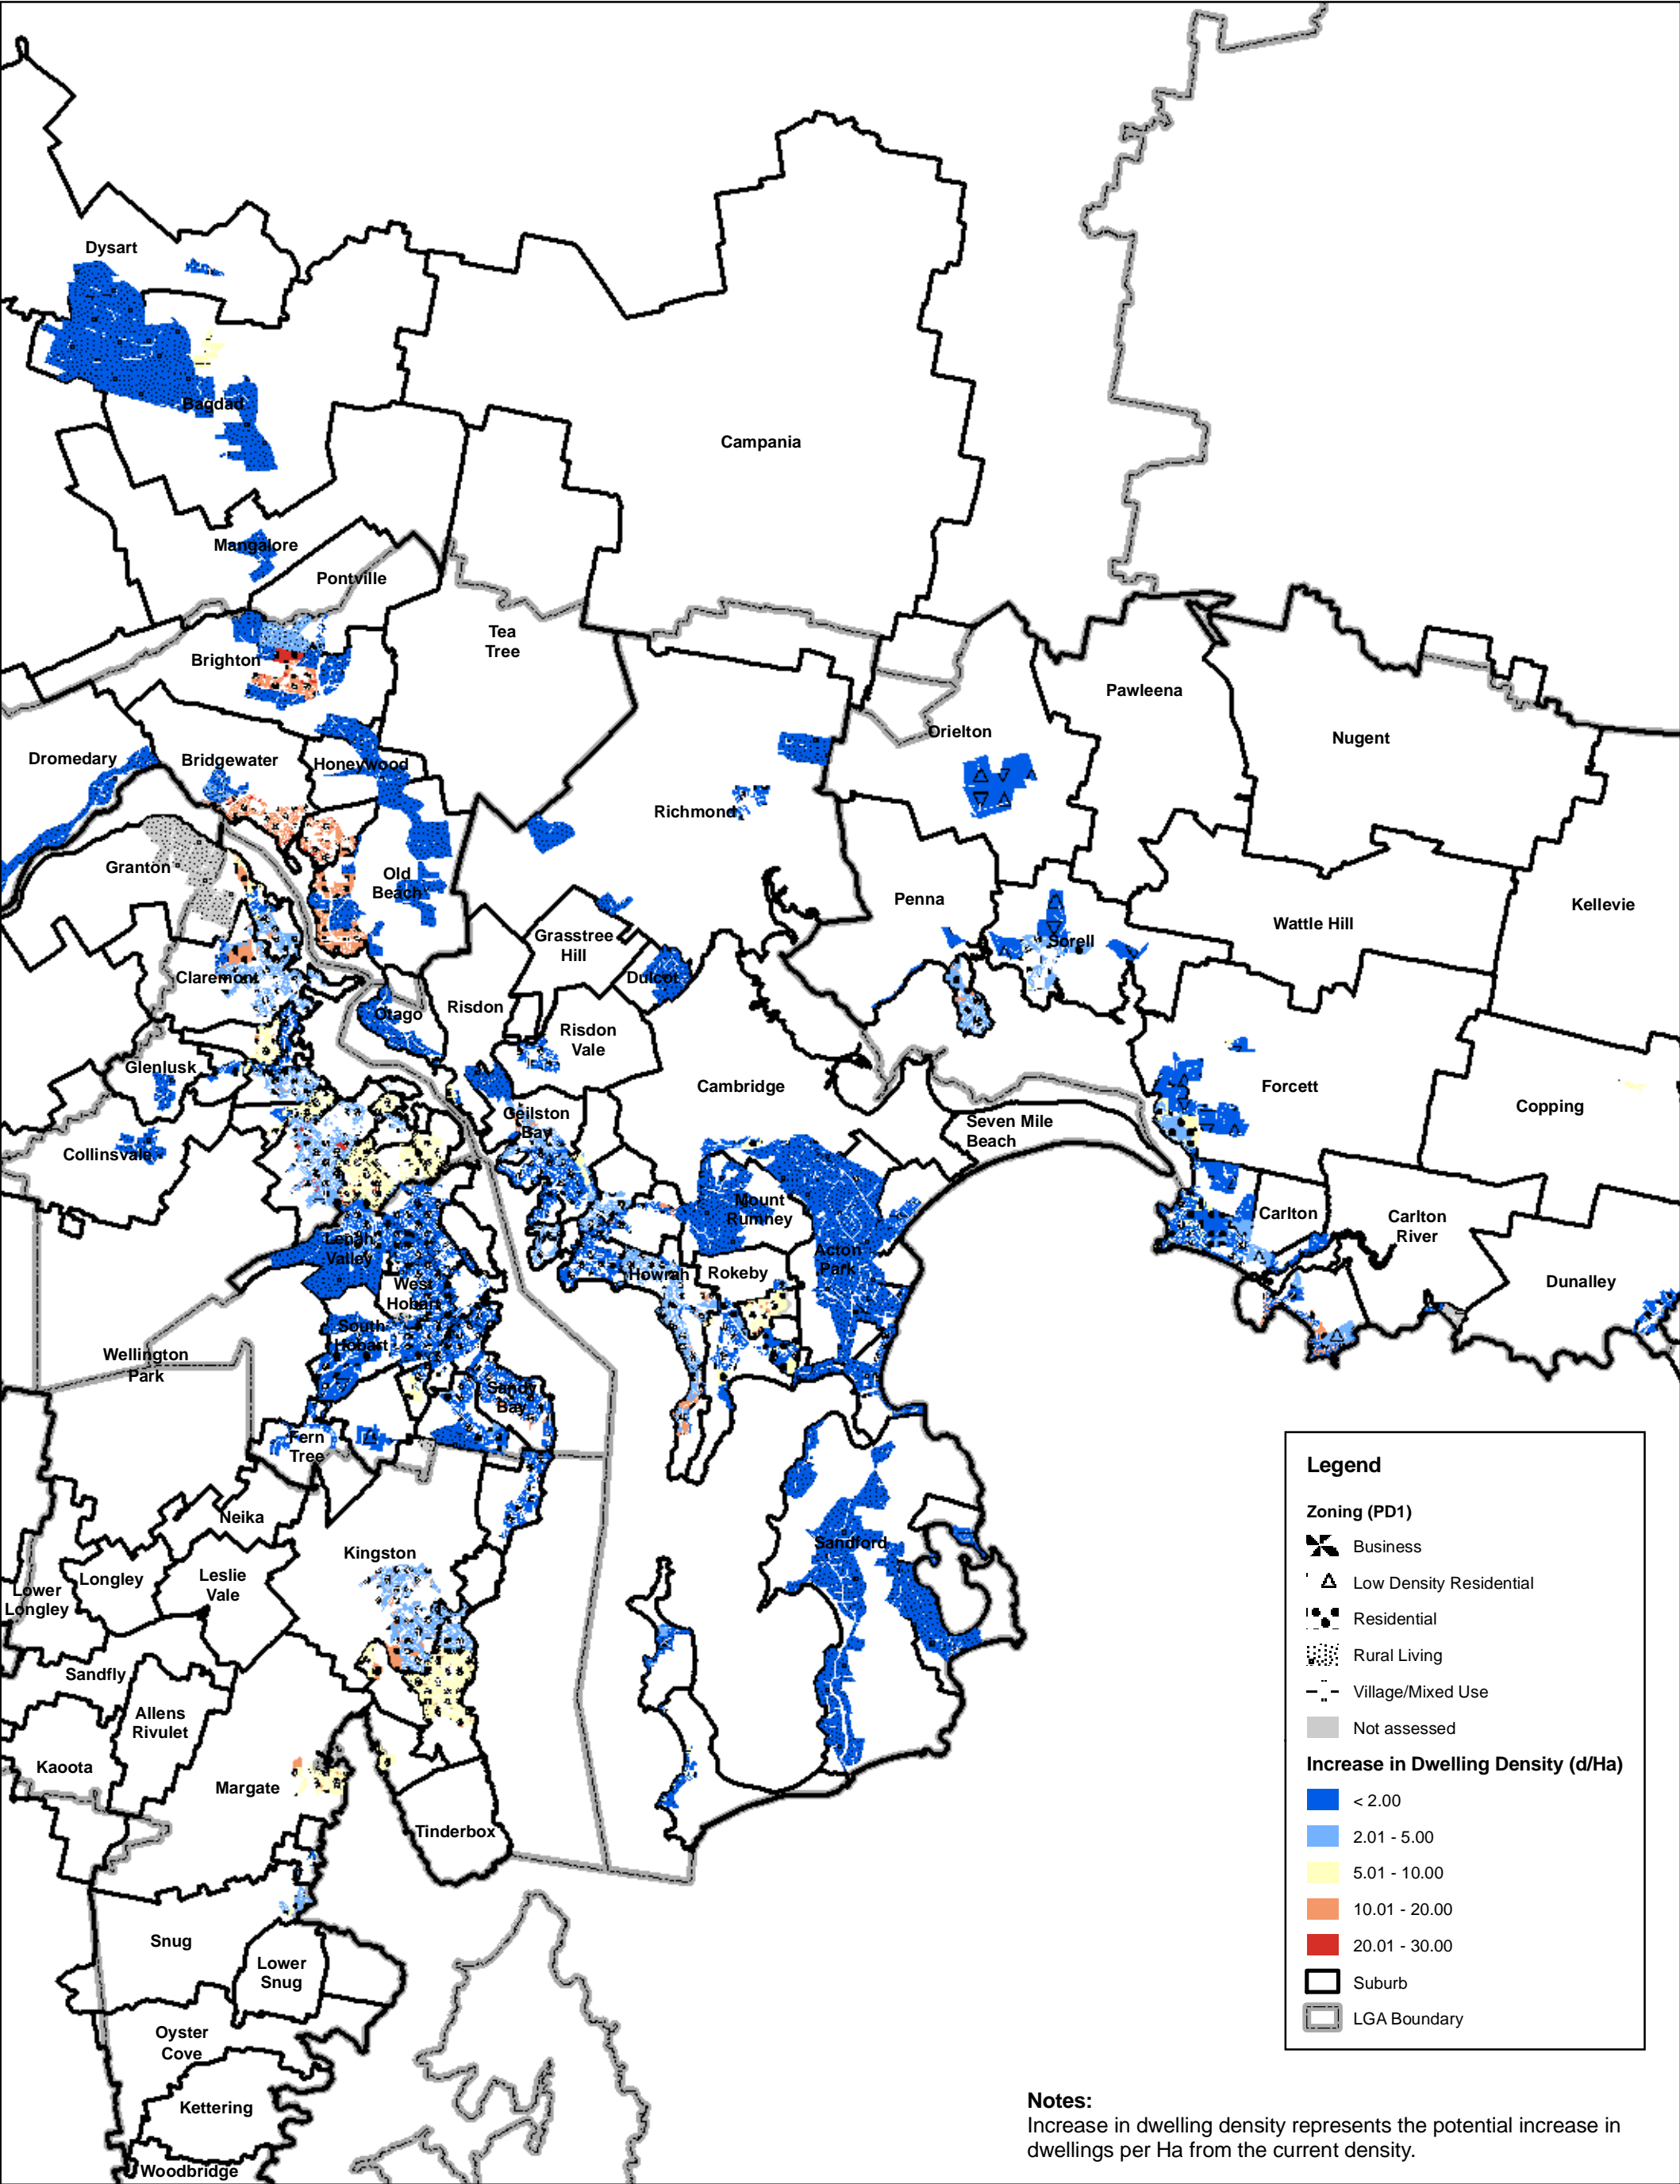 Dysart
Bagdad
Campania
Mangalore
Pontville
Tea
Tree
Brighton
Pawleena
Orielton
Nugent
Dromedary
Bridgewater
Honeywood
Richmond
Granton
Old
Beach
Penna
Kellevie
Wattle Hill
Grasstree
Hill
Sorell
Claremont
Dulcot
Otago
Risdon
Risdon
Vale
Glenlusk
Cambridge
Forcett
Copping
Geilston
Bay
Seven Mile
Beach
Collinsvale
Mount
Rumney
Carlton
Carlton
River
Lenah
Valley
Acton
Park
Howrah
Rokeby
Dunalley
West
Hobart
South
Hobart
Wellington
Park
Sandy
Bay
Fern
Tree
Neika
Sandford
Kingston
Longley
Leslie
Vale
Lower
Longley
Sandfly
Allens
Rivulet
Kaoota
Margate
Tinderbox
Snug
Lower
Snug
Oyster
Cove
Kettering
Woodbridge
Legend
Zoning (PD1)
Business
Low Density Residential
Residential
Rural Living
Village/Mixed Use
Not assessed
Increase in Dwelling Density (d/Ha)
< 2.00
2.01 - 5.00
5.01 - 10.00
10.01 - 20.00
20.01 - 30.00
Suburb
LGA Boundary
Notes:
Increase in dwelling density represents the potential increase in
dwellings per Ha from the current density.